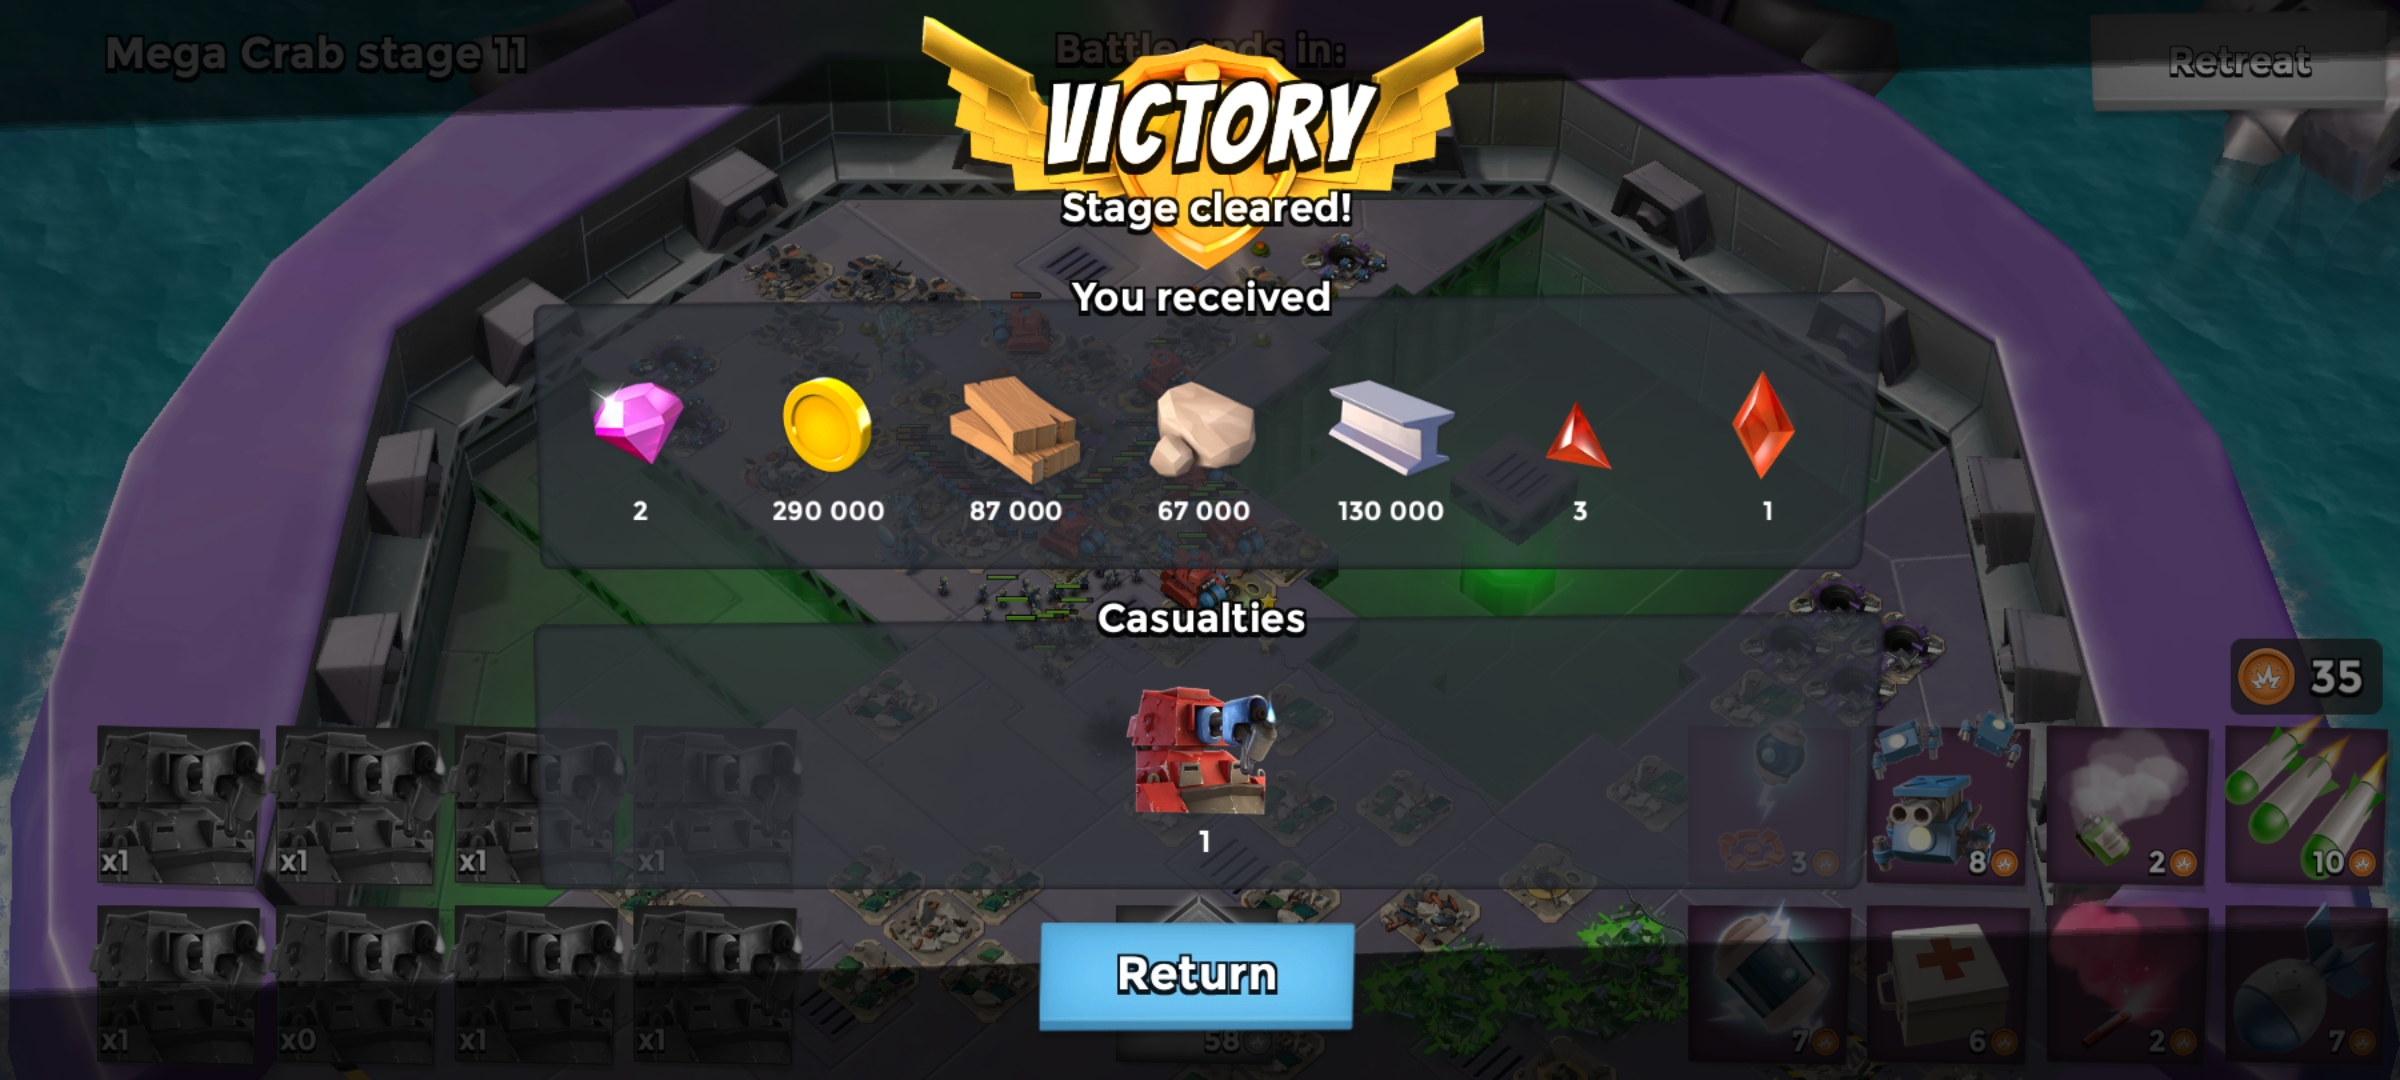 Mega Crab stage 11
Battle ends in:
Retreat
VICTORY
Stage cleared!
You received
2
290 000
87 000
67 000
130 000
3
1
Casualties
1
35
x1
x1
x1
x1
3
8
2
10
x1
x0
x1
x1
Return
58
7
6
2
7